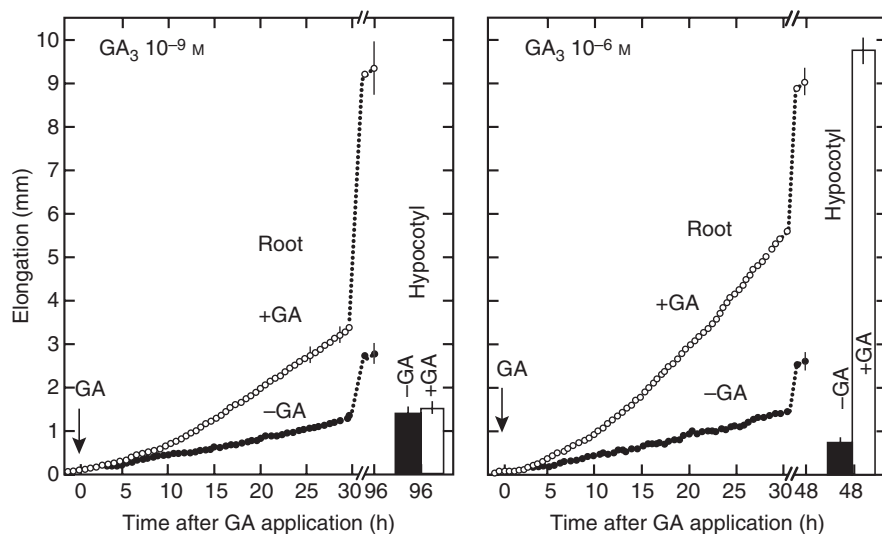 GA₃ 10⁻⁹ M
10
9
8
7
6
5
4
3
2
1
0
Elongation (mm)
Root
+GA
–GA
GA
Hypocotyl
–GA
+GA
0 5 10 15 20 25 30 96 96
Time after GA application (h)
GA₃ 10⁻⁶ M
Root
+GA
–GA
GA
Hypocotyl
–GA
+GA
0 5 10 15 20 25 30 48 48
Time after GA application (h)